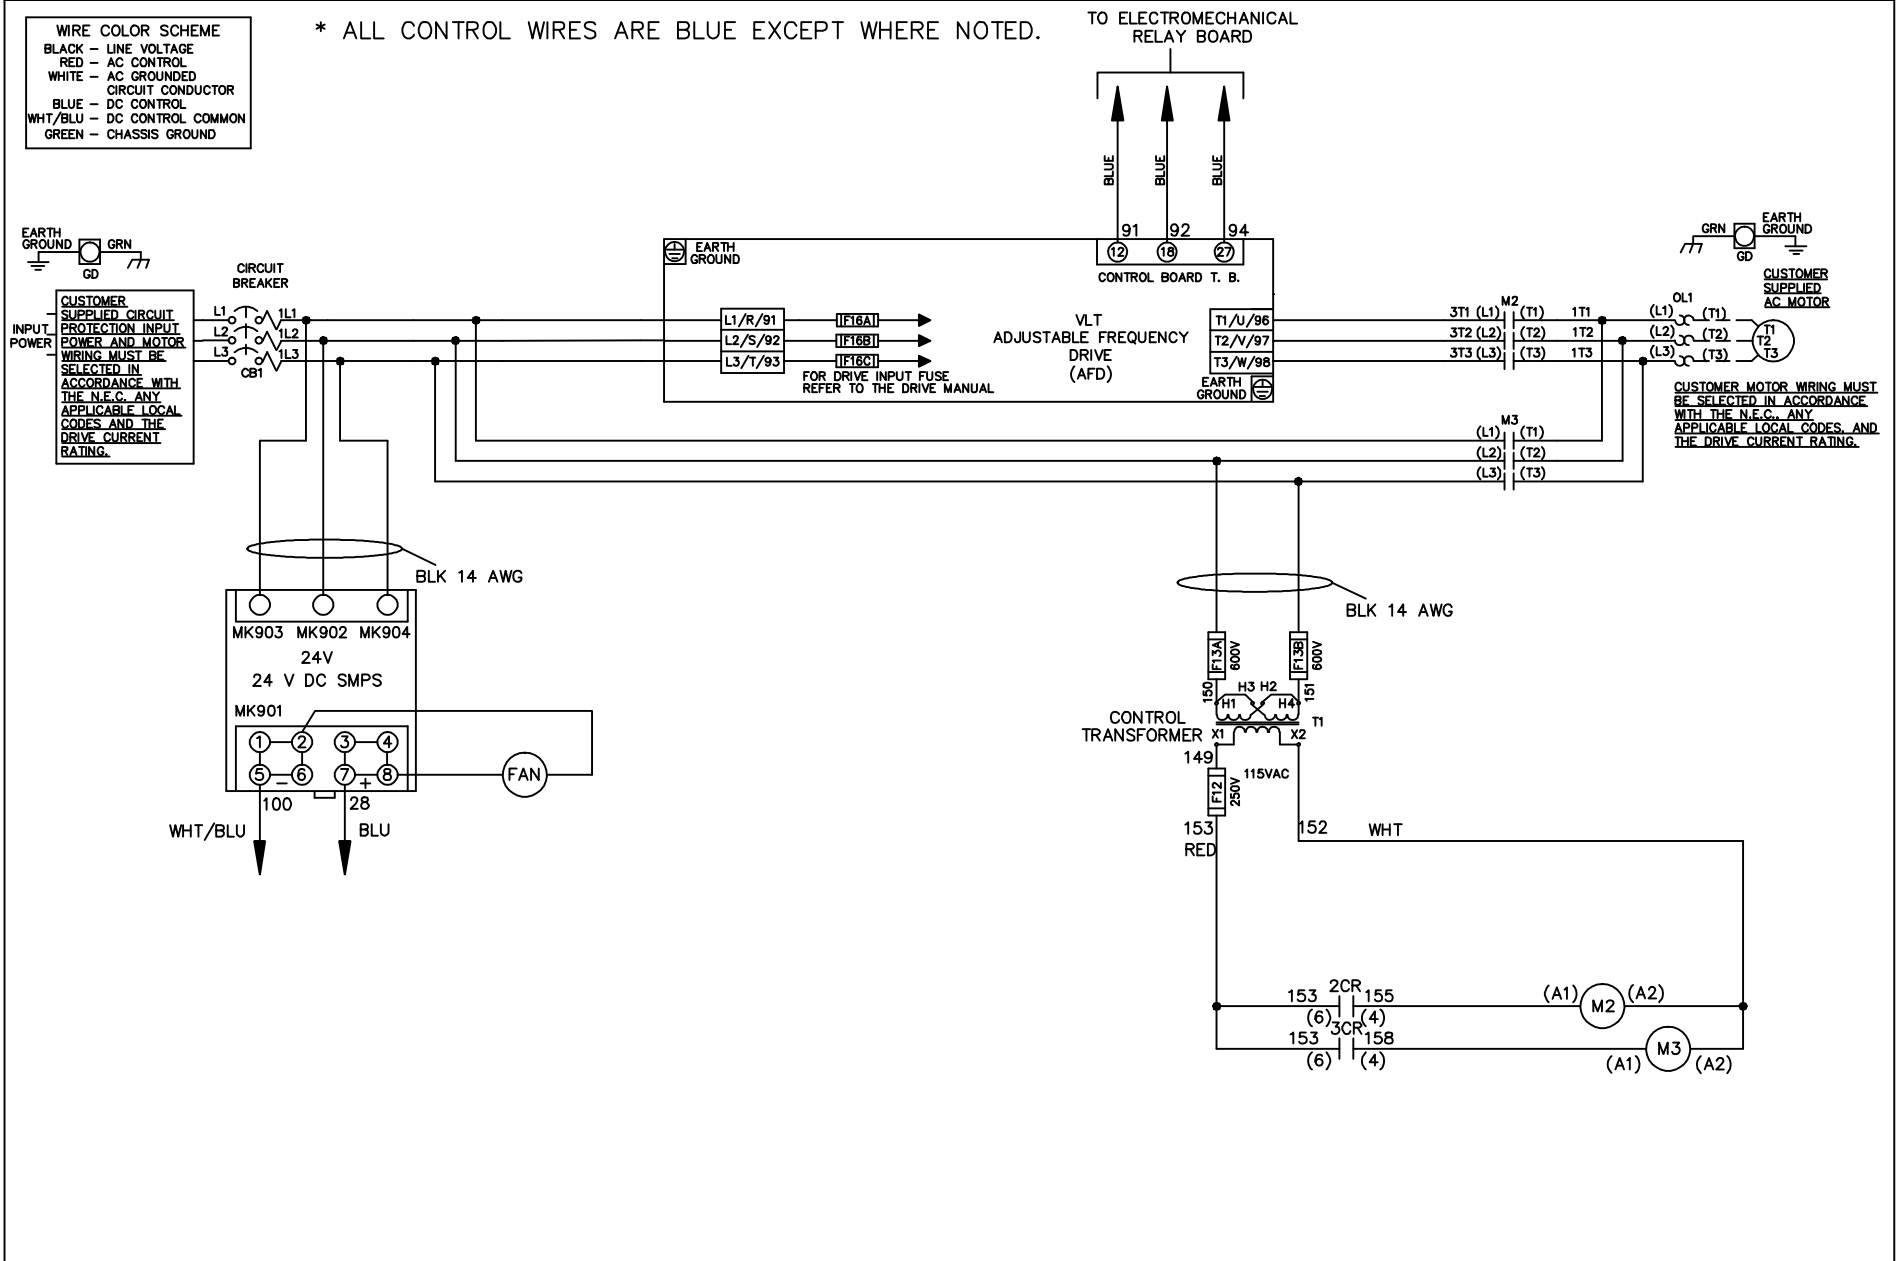 WIRE COLOR SCHEME
BLACK – LINE VOLTAGE
RED – AC CONTROL
WHITE – AC GROUNDED
CIRCUIT CONDUCTOR
BLUE – DC CONTROL
WHT/BLU – DC CONTROL COMMON
GREEN – CHASSIS GROUND
* ALL CONTROL WIRES ARE BLUE EXCEPT WHERE NOTED.
TO ELECTROMECHANICAL
RELAY BOARD
BLUE
BLUE
BLUE
91 92 94
12 18 27
CONTROL BOARD T. B.
EARTH
GROUND
GRN
GD
CIRCUIT
BREAKER
INPUT
POWER
CUSTOMER
SUPPLIED CIRCUIT
PROTECTION INPUT
POWER AND MOTOR
WIRING MUST BE
SELECTED IN
ACCORDANCE WITH
THE N.E.C. ANY
APPLICABLE LOCAL
CODES AND THE
DRIVE CURRENT
RATING.
L1 1L1
L2 1L2
L3 1L3
CB1
EARTH
GROUND
L1/R/91 IF16A
L2/S/92 IF16B
L3/T/93 IF16C
FOR DRIVE INPUT FUSE
REFER TO THE DRIVE MANUAL
VLT
ADJUSTABLE FREQUENCY
DRIVE
(AFD)
T1/U/96
T2/V/97
T3/W/98
EARTH
GROUND
M2
3T1 (L1) (T1) 1T1
3T2 (L2) (T2) 1T2
3T3 (L3) (T3) 1T3
M3
(L1) (T1)
(L2) (T2)
(L3) (T3)
GRN
GD
EARTH
GROUND
CUSTOMER
SUPPLIED
AC MOTOR
OL1
(L1) (T1)
(L2) (T2)
(L3) (T3)
T1
T2
T3
CUSTOMER MOTOR WIRING MUST
BE SELECTED IN ACCORDANCE
WITH THE N.E.C., ANY
APPLICABLE LOCAL CODES, AND
THE DRIVE CURRENT RATING.
BLK 14 AWG
MK903 MK902 MK904
24V
24 V DC SMPS
MK901
1 2 3 4
5 – 6 7 + 8
FAN
100 28
WHT/BLU BLU
BLK 14 AWG
F13A
600V
F13B
600V
150
151
H3 H2
H1 H4
T1
CONTROL
TRANSFORMER
X1 X2
149
115VAC
F12
250V
153
RED
152 WHT
2CR
153 155
(6) (4)
(A1) M2 (A2)
3CR
153 158
(6) (4)
(A1) M3 (A2)